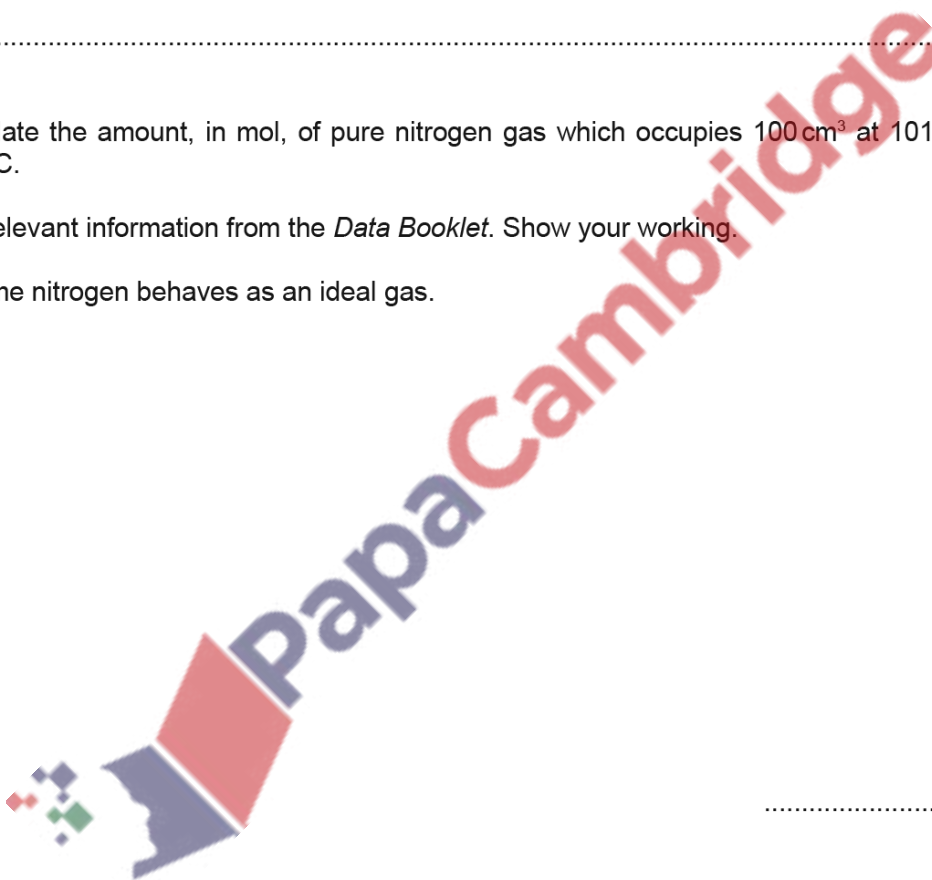 ate the amount, in mol, of pure nitrogen gas which occupies 100 cm³ at 101
C.
elevant information from the Data Booklet. Show your working.
me nitrogen behaves as an ideal gas.
PapaCambridge